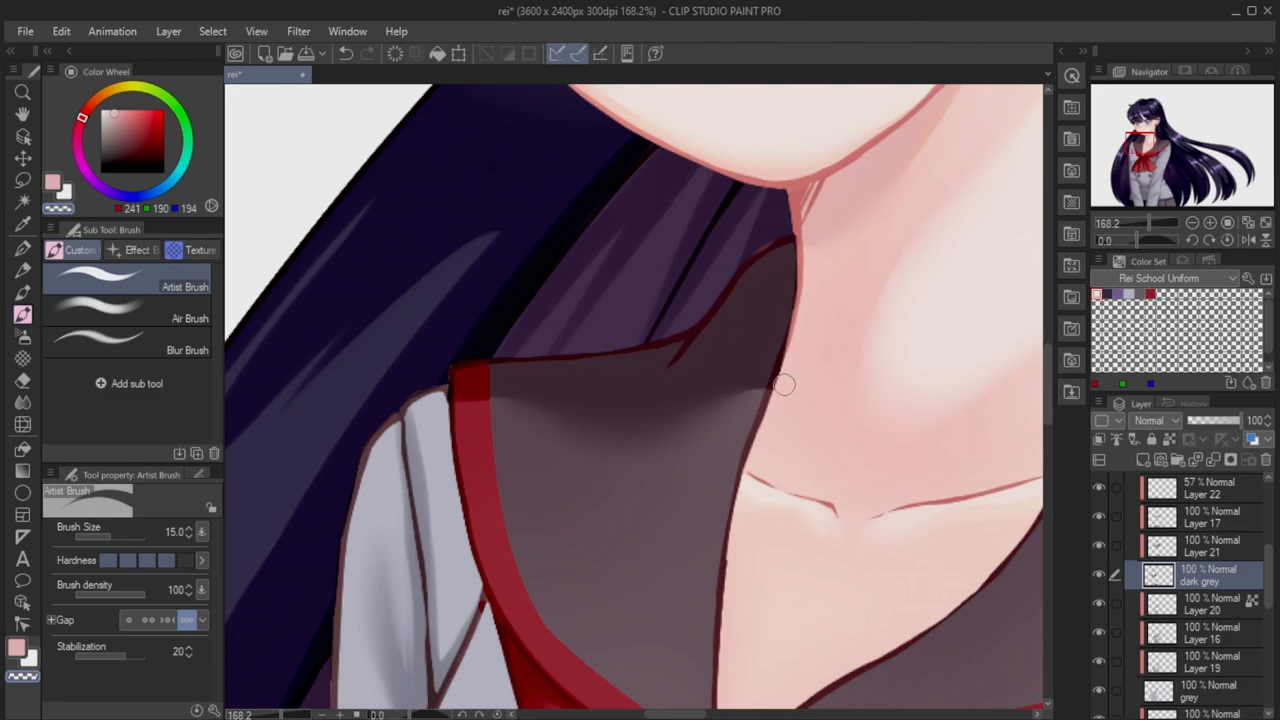 rei* (3600 x 2400px 300dpi 168.2%) - CLIP STUDIO PAINT PRO
File Edit Animation Layer Select View Filter Window Help
rei*
Color Wheel
241 190 194
Sub Tool: Brush
Custom Effect B Texture
Artist Brush
Air Brush
Blur Brush
Add sub tool
Tool property: Artist Brush
Artist Brush
Brush Size 15.0
Hardness
Brush density 100
Gap
Stabilization 20
168.2 0.0
Navigator
168.2
0.0
Color Set
Rei School Uniform
Layer History
Normal 100
57 % Normal
Layer 22
100 % Normal
Layer 17
100 % Normal
Layer 21
100 % Normal
dark grey
100 % Normal
Layer 20
100 % Normal
Layer 16
100 % Normal
Layer 19
100 % Normal
grey
100 % Normal